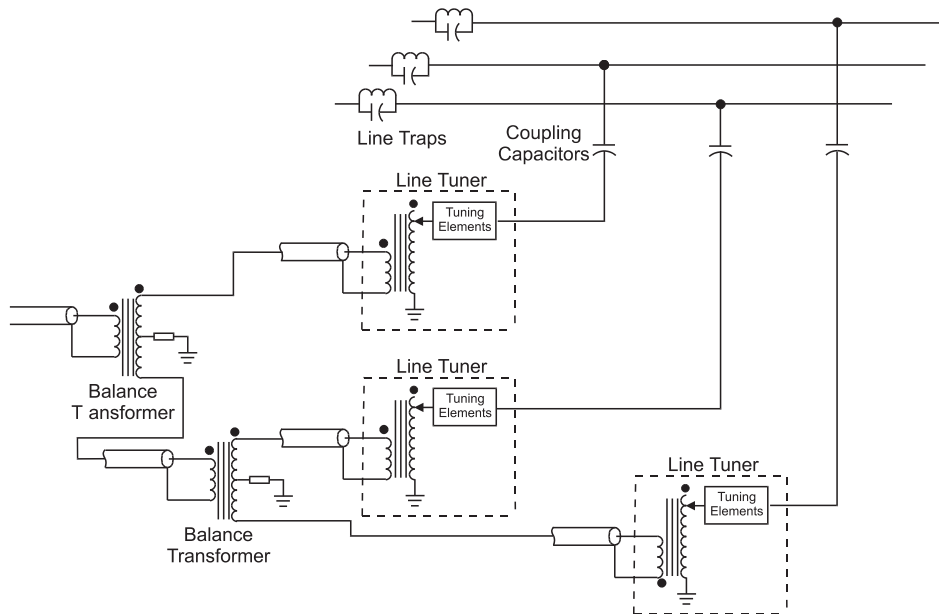 Line Traps
Coupling
Capacitors
Line Tuner
Tuning
Elements
Balance
T ansformer
Line Tuner
Tuning
Elements
Line Tuner
Tuning
Elements
Balance
Transformer